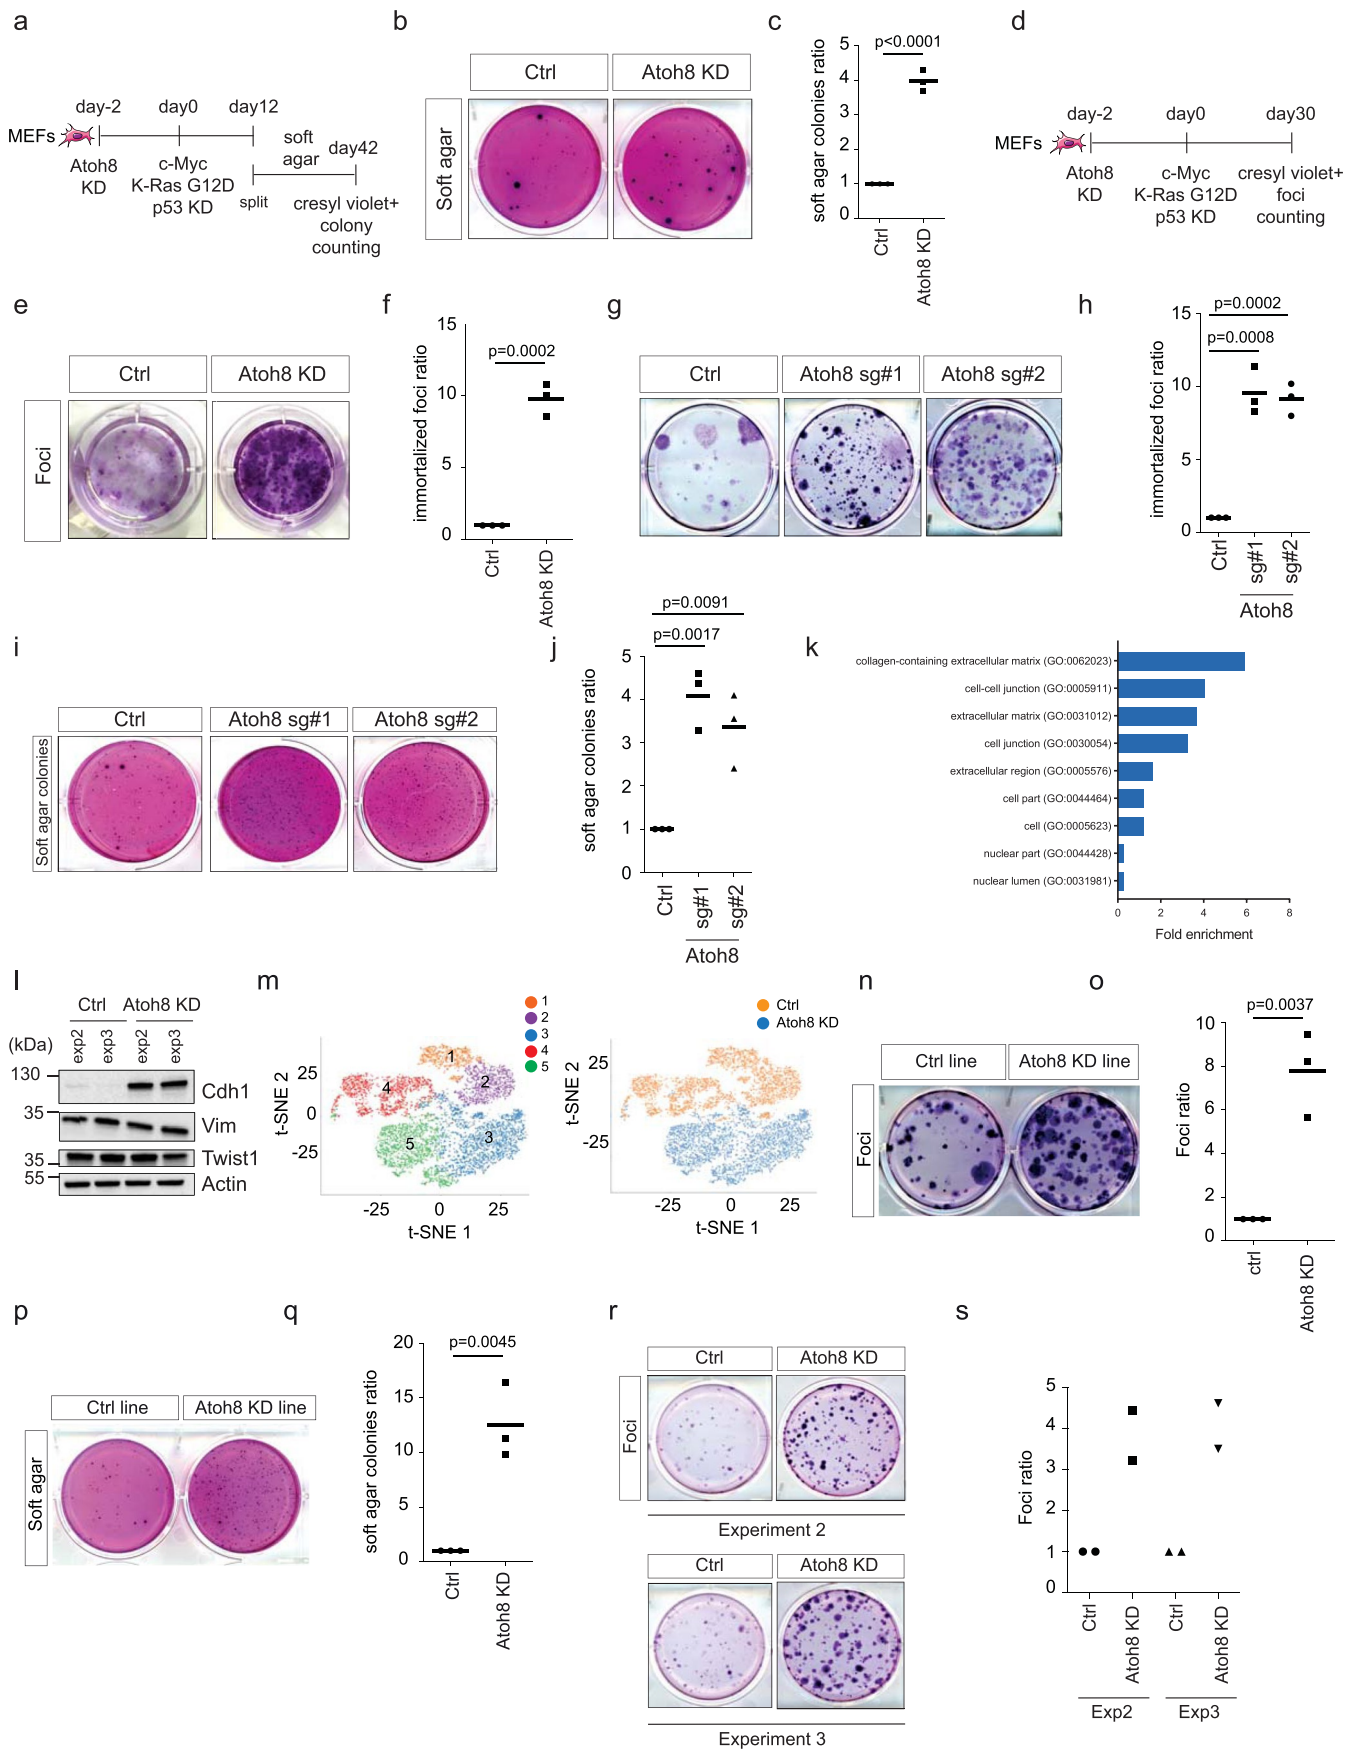 a
day-2 day0 day12
MEFs
Atoh8 KD
c-Myc
K-Ras G12D
p53 KD
soft agar
day42
split
cresyl violet+
colony
counting
b
Ctrl Atoh8 KD
Soft agar
c
p<0.0001
soft agar colonies ratio
5
4
3
2
1
0
Ctrl
Atoh8 KD
d
day-2 day0 day30
MEFs
Atoh8 KD
c-Myc
K-Ras G12D
p53 KD
cresyl violet+
foci
counting
e
Ctrl Atoh8 KD
Foci
f
immortalized foci ratio
p=0.0002
15
10
5
0
Ctrl
Atoh8 KD
g
Ctrl Atoh8 sg#1 Atoh8 sg#2
h
p=0.0002
p=0.0008
immortalized foci ratio
15
10
5
0
Ctrl
sg#1
sg#2
Atoh8
i
Ctrl Atoh8 sg#1 Atoh8 sg#2
Soft agar colonies
j
p=0.0091
p=0.0017
soft agar colonies ratio
5
4
3
2
1
0
Ctrl
sg#1
sg#2
Atoh8
k
collagen-containing extracellular matrix (GO:0062023)
cell-cell junction (GO:0005911)
extracellular matrix (GO:0031012)
cell junction (GO:0030054)
extracellular region (GO:0005576)
cell part (GO:0044464)
cell (GO:0005623)
nuclear part (GO:0044428)
nuclear lumen (GO:0031981)
0 2 4 6 8
Fold enrichment
l
Ctrl Atoh8 KD
(kDa) exp2 exp3 exp2 exp3
130 Cdh1
35 Vim
35 Twist1
55 Actin
m
1
2
3
4
5
t-SNE 2
25
0
-25
1
2
3
4
5
-25 0 25
t-SNE 1
Ctrl
Atoh8 KD
t-SNE 2
25
0
-25
-25 0 25
t-SNE 1
n
Ctrl line Atoh8 KD line
Foci
o
p=0.0037
Foci ratio
10
8
6
4
2
0
ctrl
Atoh8 KD
p
Ctrl line Atoh8 KD line
Soft agar
q
p=0.0045
soft agar colonies ratio
20
15
10
5
0
Ctrl
Atoh8 KD
r
Ctrl Atoh8 KD
Foci
Experiment 2
Ctrl Atoh8 KD
Experiment 3
s
Foci ratio
5
4
3
2
1
0
Ctrl
Atoh8 KD
Ctrl
Atoh8 KD
Exp2 Exp3